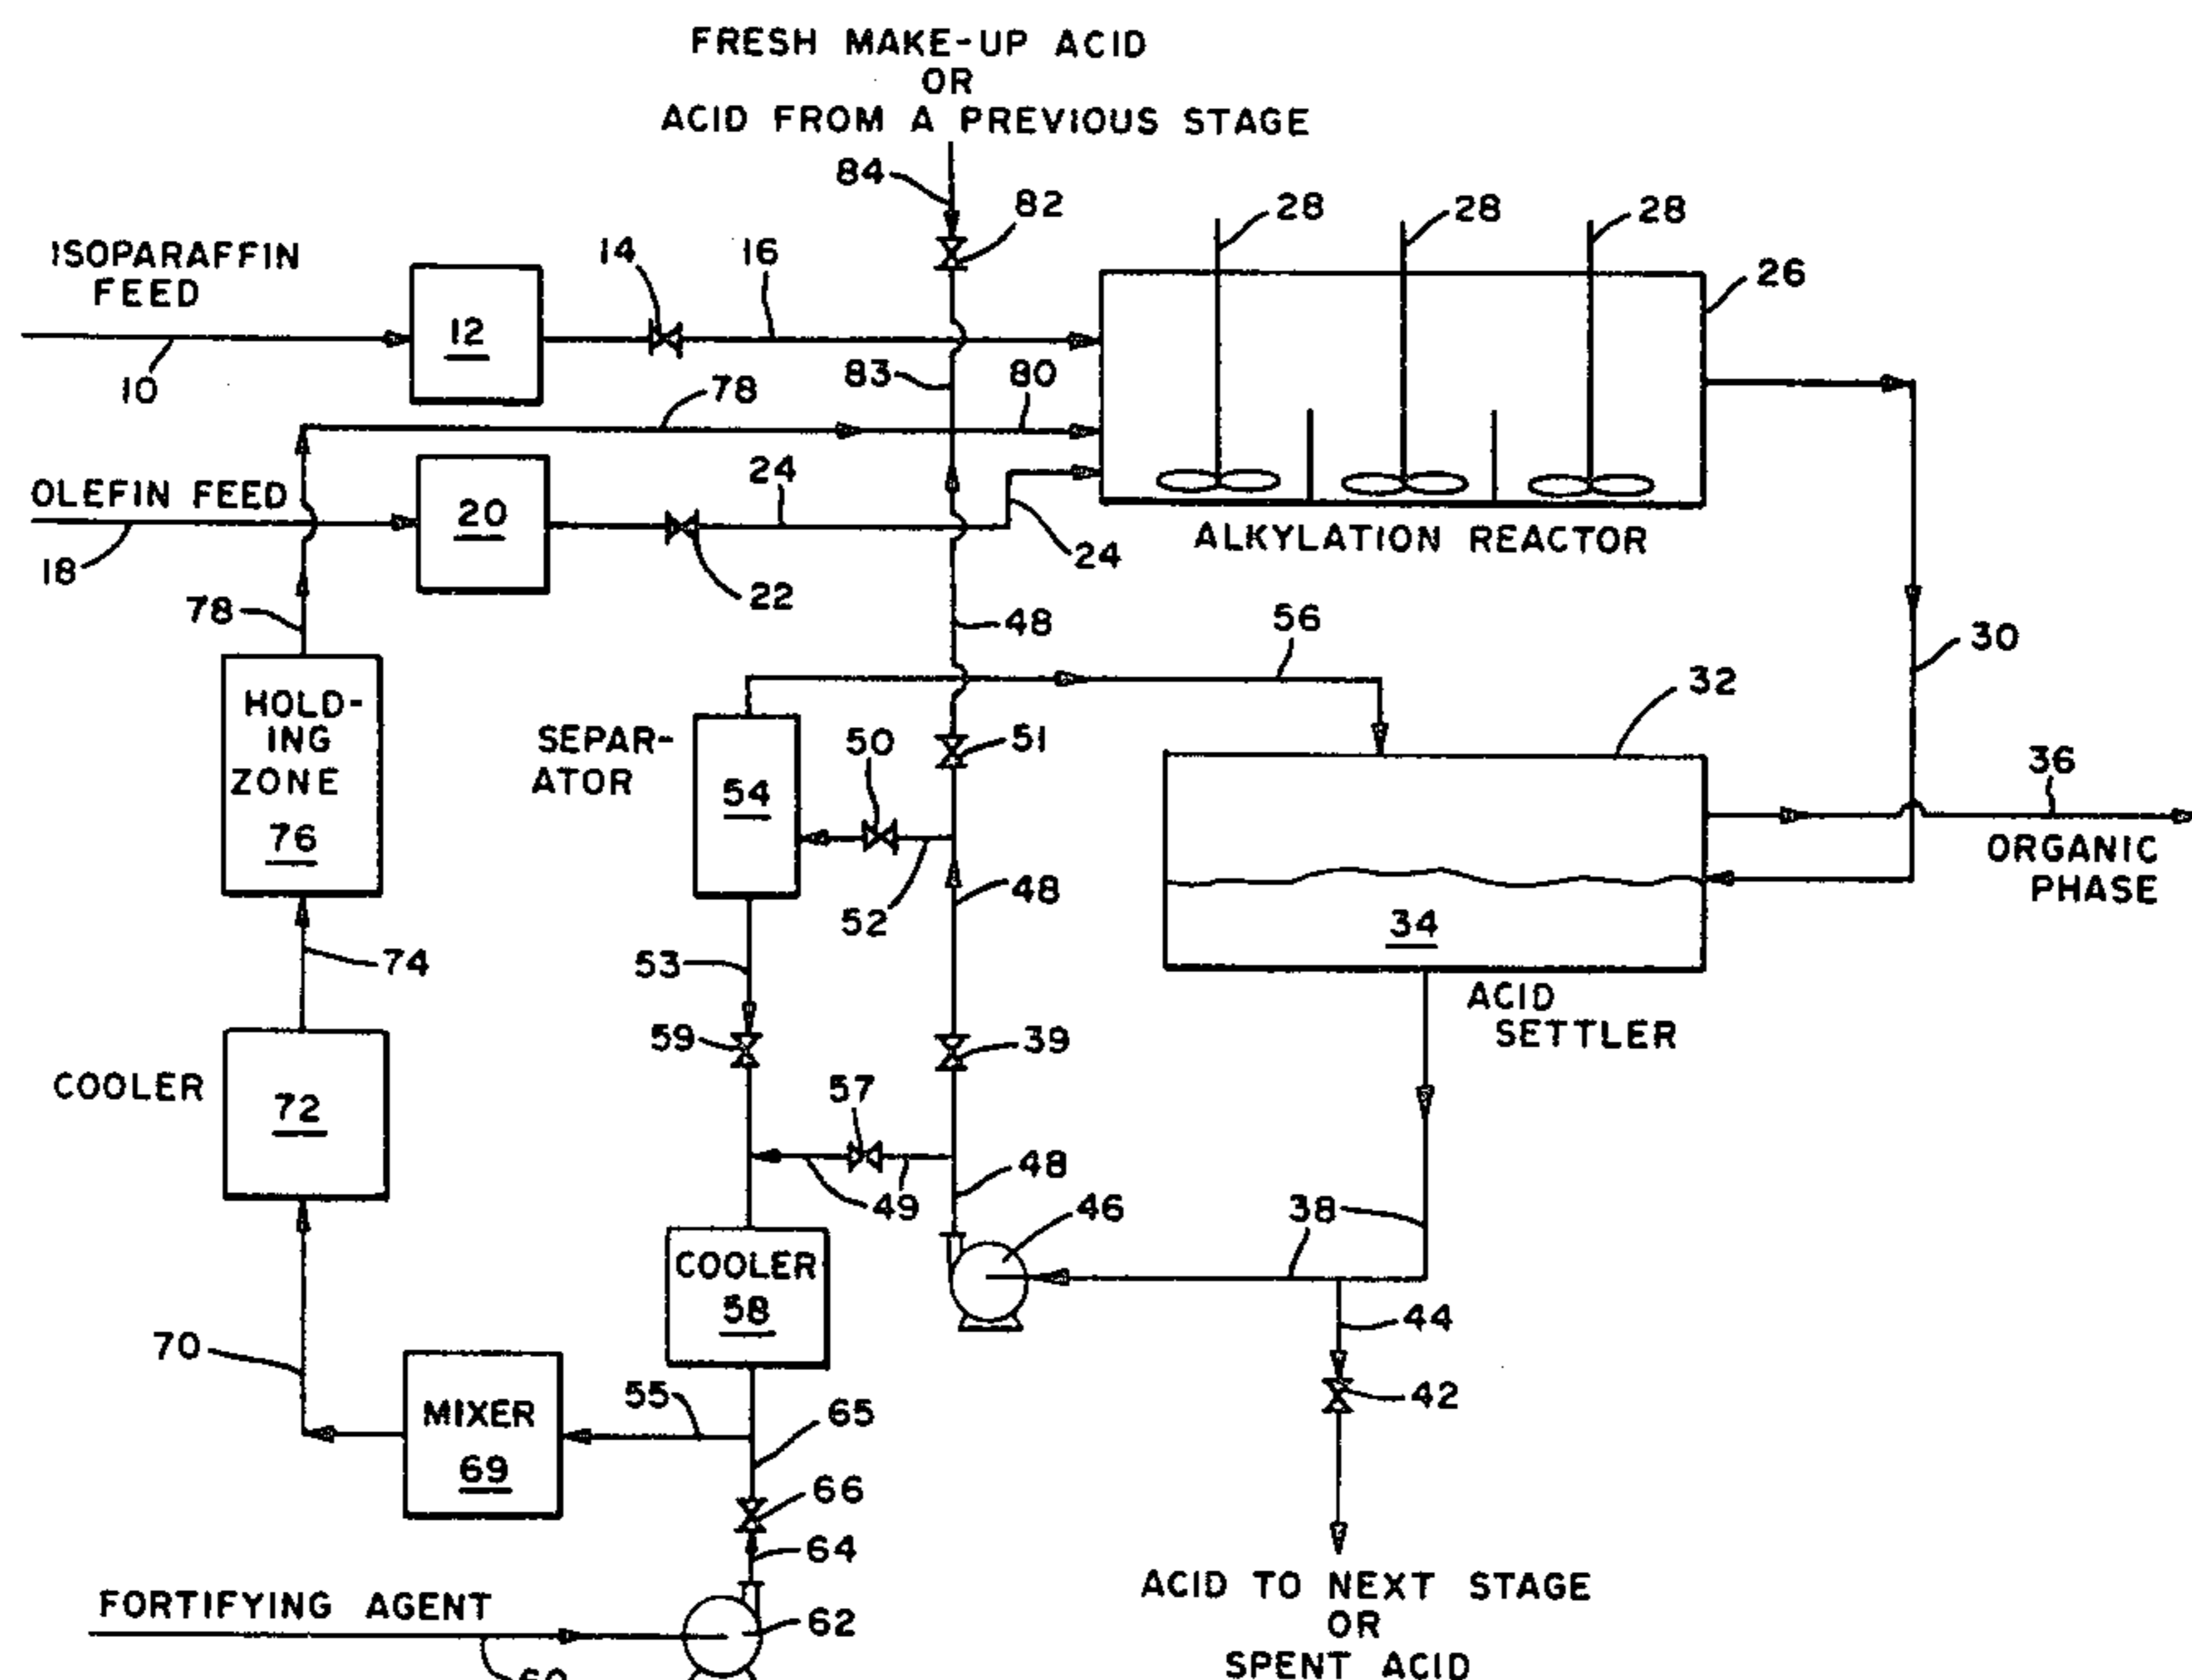 FRESH MAKE-UP ACID
OR
ACID FROM A PREVIOUS STAGE
84
82
28
28
28
ISOPARAFFIN
FEED
14
16
26
12
10
83
80
78
OLEFIN FEED
24
20
18
24
ALKYLATION REACTOR
22
78
48
56
30
32
HOLD-
ING
ZONE
76
SEPAR-
ATOR
54
50
51
36
ORGANIC
PHASE
52
48
34
53
74
ACID
SETTLER
59
39
COOLER
72
57
49
48
38
46
COOLER
58
44
70
55
65
42
MIXER
69
66
64
FORTIFYING AGENT
62
ACID TO NEXT STAGE
OR
SPENT ACID